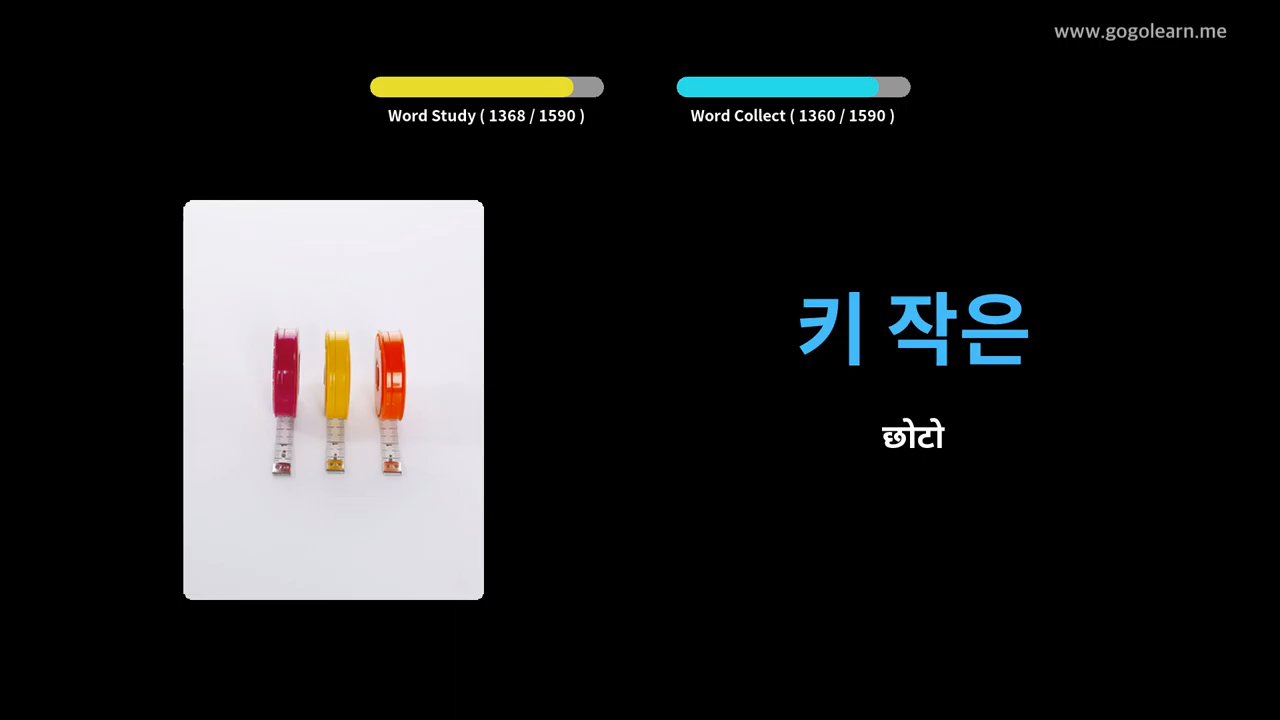 www.gogolearn.me
Word Study ( 1368 / 1590 )
Word Collect ( 1360 / 1590 )
키 작은
छोटो